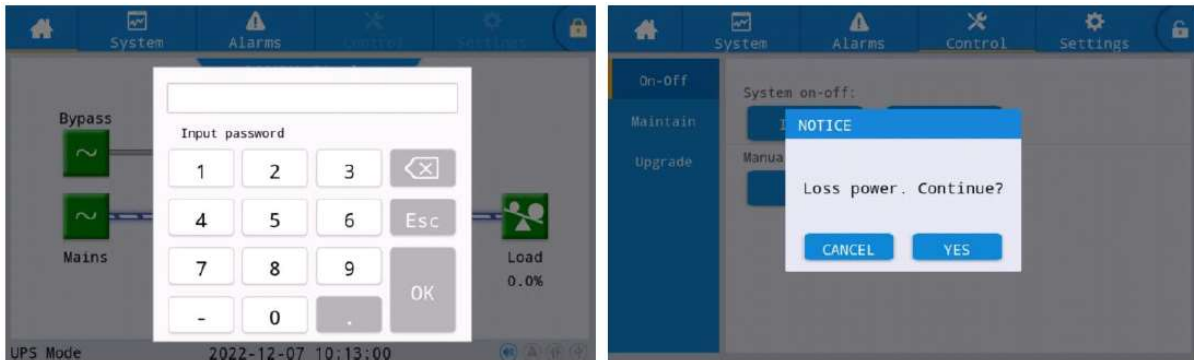 System Alarms Control Settings
Input password
Bypass
1 2 3
4 5 6 Esc
Mains
7 8 9
Load
0.0%
OK
- 0 .
UPS Mode 2022-12-07 10:13:00
System Alarms Control Settings
On-Off
Maintain
Upgrade
System on-off:
NOTICE
Manua
Loss power. Continue?
CANCEL YES